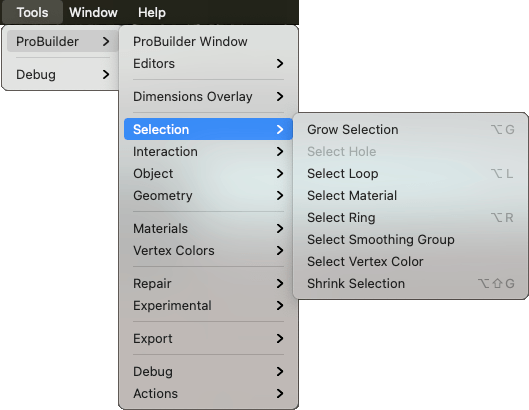 Tools Window Help
ProBuilder
Debug
ProBuilder Window
Editors
Dimensions Overlay
Selection
Interaction
Object
Geometry
Materials
Vertex Colors
Repair
Experimental
Export
Debug
Actions
Grow Selection ⌥G
Select Hole
Select Loop ⌥L
Select Material
Select Ring ⌥R
Select Smoothing Group
Select Vertex Color
Shrink Selection ⌥⇧G